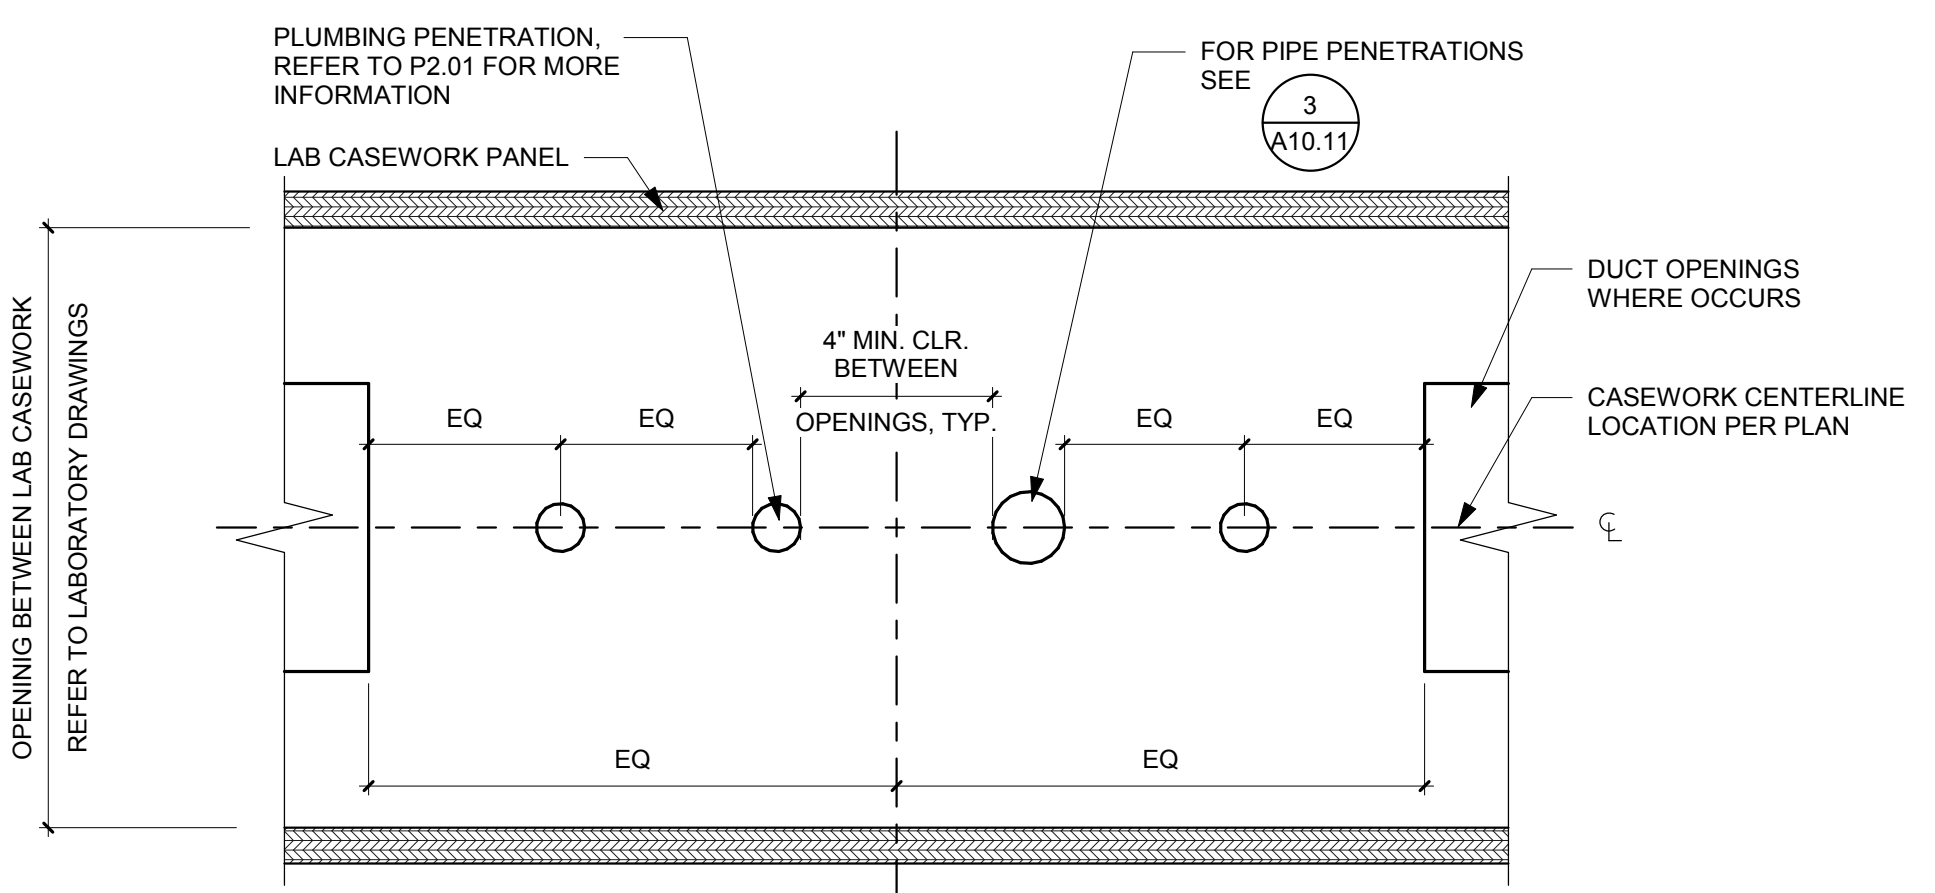 PLUMBING PENETRATION,
REFER TO P2.01 FOR MORE
INFORMATION
FOR PIPE PENETRATIONS
SEE
3
A10.11
LAB CASEWORK PANEL
DUCT OPENINGS
WHERE OCCURS
4" MIN. CLR.
BETWEEN
OPENINGS, TYP.
CASEWORK CENTERLINE
LOCATION PER PLAN
EQ
EQ
EQ
EQ
℄
OPENING BETWEEN LAB CASEWORK
REFER TO LABORATORY DRAWINGS
EQ
EQ